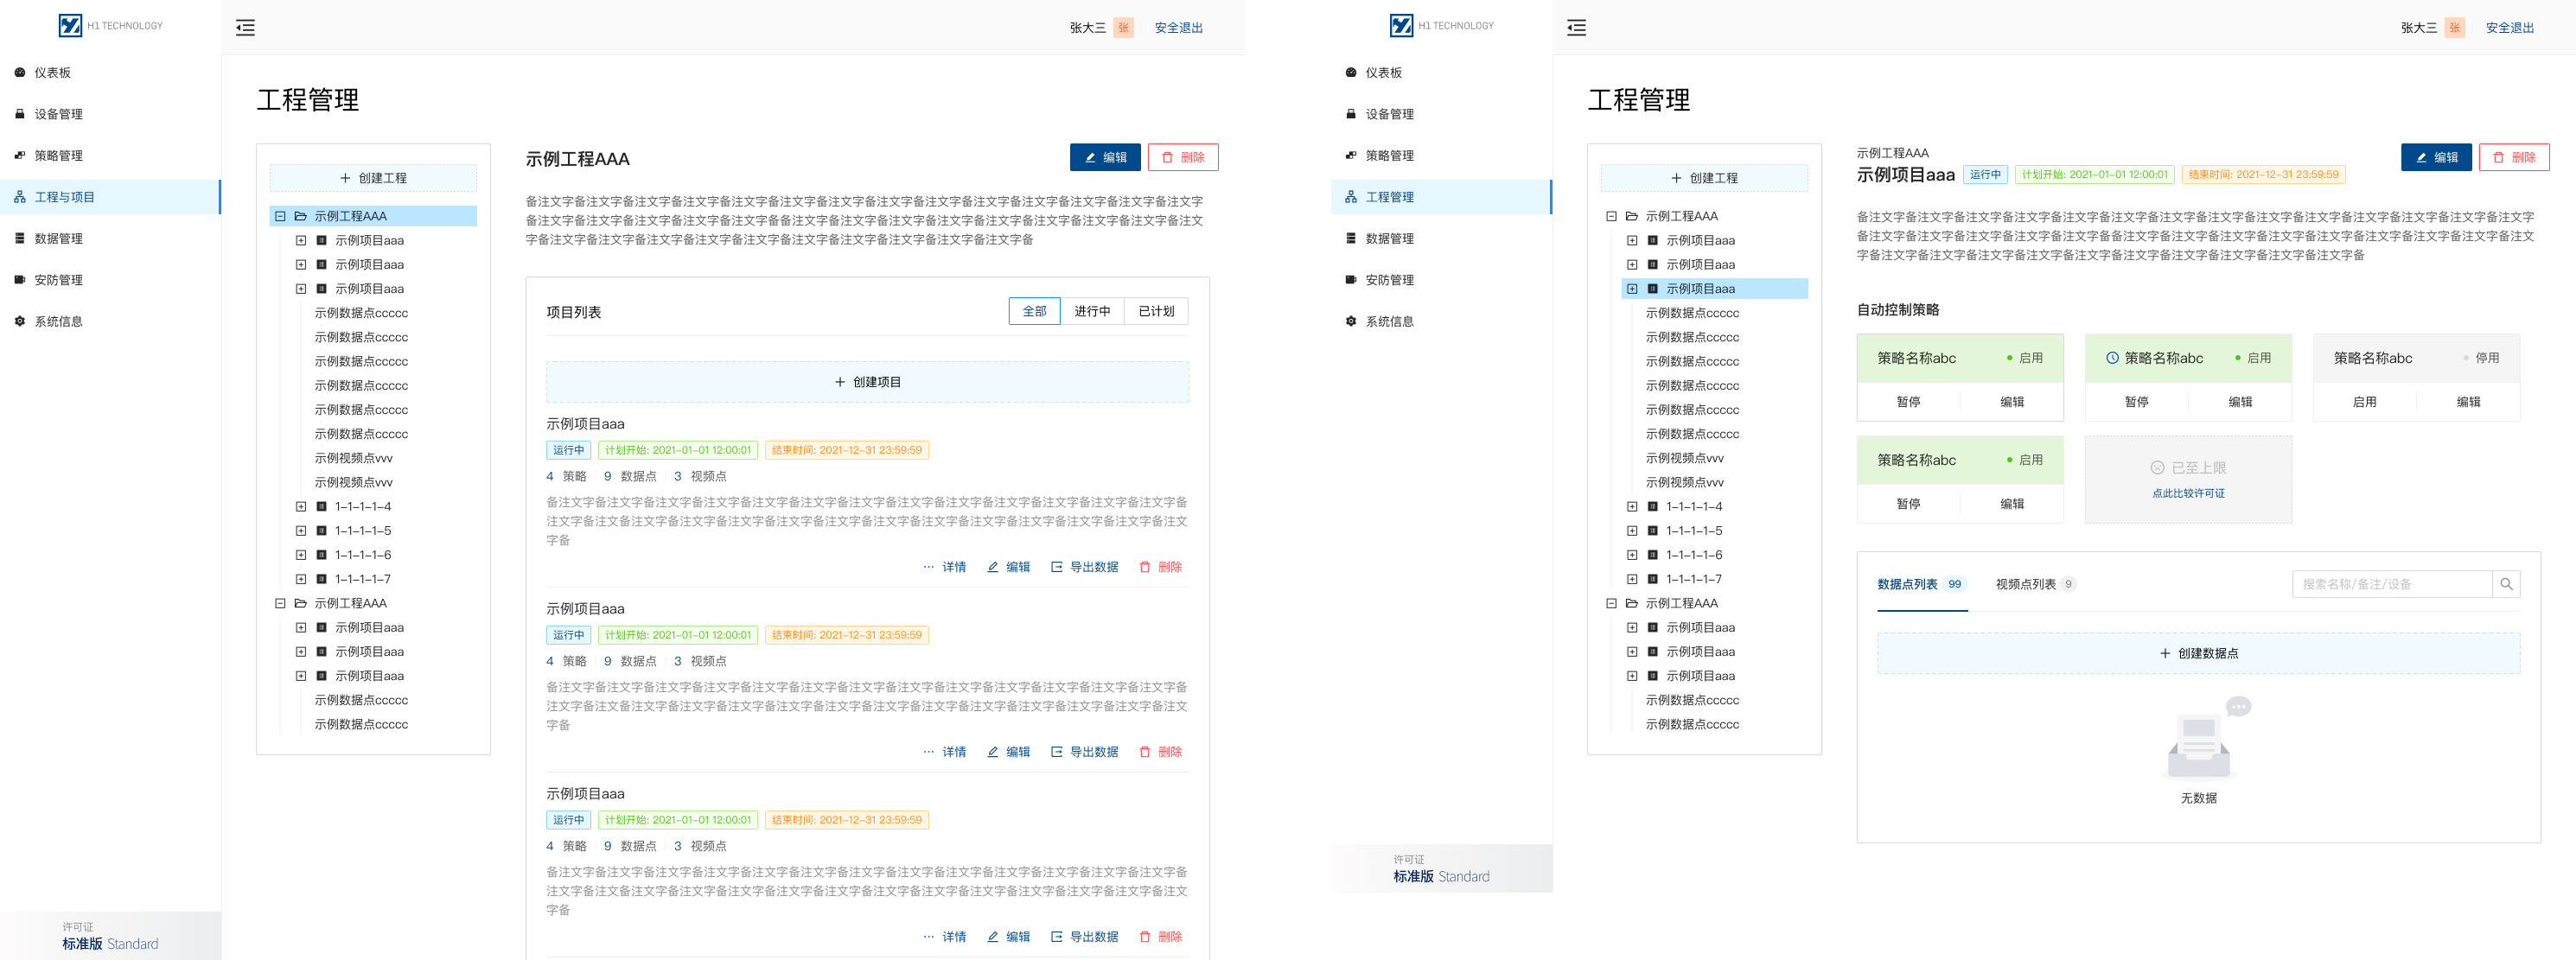 H1 TECHNOLOGY
仪表板
设备管理
策略管理
工程与项目
数据管理
安防管理
系统信息
许可证
标准版 Standard
张大三 张 安全退出
工程管理
创建工程
示例工程AAA
示例项目aaa
示例项目aaa
示例项目aaa
示例数据点ccccc
示例数据点ccccc
示例数据点ccccc
示例数据点ccccc
示例数据点ccccc
示例数据点ccccc
示例视频点vvv
示例视频点vvv
1-1-1-1-4
1-1-1-1-5
1-1-1-1-6
1-1-1-1-7
示例工程AAA
示例项目aaa
示例项目aaa
示例项目aaa
示例数据点ccccc
示例数据点ccccc
示例工程AAA
编辑 删除
备注文字备注文字备注文字备注文字备注文字备注文字备注文字备注文字备注文字备注文字备注文字备注文字备注文字备注文字
备注文字备注文字备注文字备注文字备注文字备备注文字备注文字备注文字备注文字备注文字备注文字备注文字备注文字备注文
字备注文字备注文字备注文字备注文字备注文字备注文字备注文字备注文字备注文字备注文字备
项目列表
全部 进行中 已计划
创建项目
示例项目aaa
运行中 计划开始: 2021-01-01 12:00:01 结束时间: 2021-12-31 23:59:59
4 策略 9 数据点 3 视频点
备注文字备注文字备注文字备注文字备注文字备注文字备注文字备注文字备注文字备注文字备注文字备注文字备注文字备
注文字备注文备注文字备注文字备注文字备注文字备注文字备注文字备注文字备注文字备注文字备注文字备注文字备注文
字备
详情 编辑 导出数据 删除
示例项目aaa
运行中 计划开始: 2021-01-01 12:00:01 结束时间: 2021-12-31 23:59:59
4 策略 9 数据点 3 视频点
备注文字备注文字备注文字备注文字备注文字备注文字备注文字备注文字备注文字备注文字备注文字备注文字备注文字备
注文字备注文备注文字备注文字备注文字备注文字备注文字备注文字备注文字备注文字备注文字备注文字备注文字备注文
字备
详情 编辑 导出数据 删除
示例项目aaa
运行中 计划开始: 2021-01-01 12:00:01 结束时间: 2021-12-31 23:59:59
4 策略 9 数据点 3 视频点
备注文字备注文字备注文字备注文字备注文字备注文字备注文字备注文字备注文字备注文字备注文字备注文字备注文字备
注文字备注文备注文字备注文字备注文字备注文字备注文字备注文字备注文字备注文字备注文字备注文字备注文字备注文
字备
详情 编辑 导出数据 删除
H1 TECHNOLOGY
仪表板
设备管理
策略管理
工程管理
数据管理
安防管理
系统信息
许可证
标准版 Standard
张大三 张 安全退出
工程管理
创建工程
示例工程AAA
示例项目aaa
示例项目aaa
示例项目aaa
示例数据点ccccc
示例数据点ccccc
示例数据点ccccc
示例数据点ccccc
示例数据点ccccc
示例数据点ccccc
示例视频点vvv
示例视频点vvv
1-1-1-1-4
1-1-1-1-5
1-1-1-1-6
1-1-1-1-7
示例工程AAA
示例项目aaa
示例项目aaa
示例项目aaa
示例数据点ccccc
示例数据点ccccc
示例工程AAA
示例项目aaa 运行中 计划开始: 2021-01-01 12:00:01 结束时间: 2021-12-31 23:59:59
编辑 删除
备注文字备注文字备注文字备注文字备注文字备注文字备注文字备注文字备注文字备注文字备注文字备注文字备注文字备注文字
备注文字备注文字备注文字备注文字备注文字备备注文字备注文字备注文字备注文字备注文字备注文字备注文字备注文字备注文
字备注文字备注文字备注文字备注文字备注文字备注文字备注文字备注文字备注文字备注文字备
自动控制策略
策略名称abc 启用
暂停 编辑
策略名称abc 启用
暂停 编辑
策略名称abc 停用
启用 编辑
策略名称abc 启用
暂停 编辑
已至上限
点此比较许可证
数据点列表 99 视频点列表 9
搜索名称/备注/设备
创建数据点
无数据